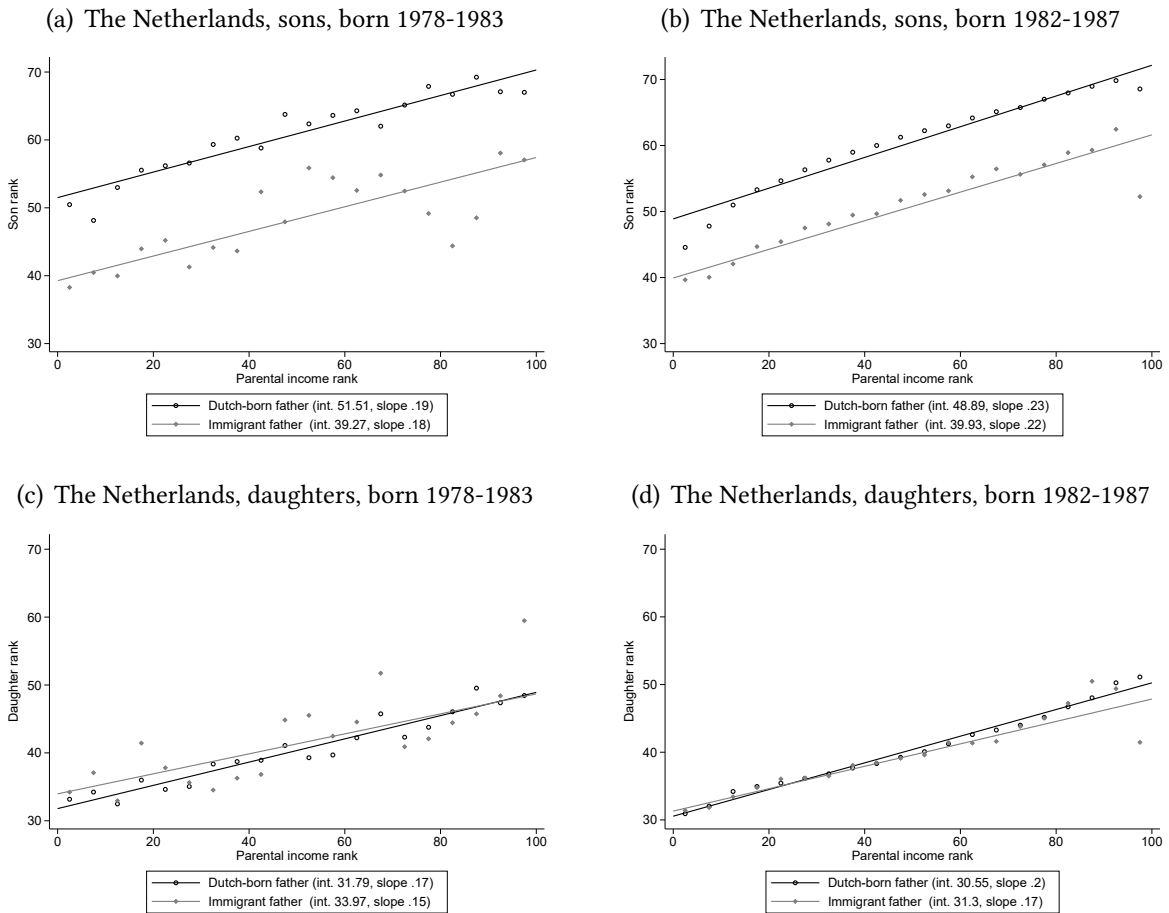 (a) The Netherlands, sons, born 1978-1983
70
60
50
40
30
Son rank
0 20 40 60 80 100
Parental income rank
Dutch-born father (int. 51.51, slope .19)
Immigrant father (int. 39.27, slope .18)
(b) The Netherlands, sons, born 1982-1987
70
60
50
40
30
Son rank
0 20 40 60 80 100
Parental income rank
Dutch-born father (int. 48.89, slope .23)
Immigrant father (int. 39.93, slope .22)
(c) The Netherlands, daughters, born 1978-1983
70
60
50
40
30
Daughter rank
0 20 40 60 80 100
Parental income rank
Dutch-born father (int. 31.79, slope .17)
Immigrant father (int. 33.97, slope .15)
(d) The Netherlands, daughters, born 1982-1987
70
60
50
40
30
Daughter rank
0 20 40 60 80 100
Parental income rank
Dutch-born father (int. 30.55, slope .2)
Immigrant father (int. 31.3, slope .17)